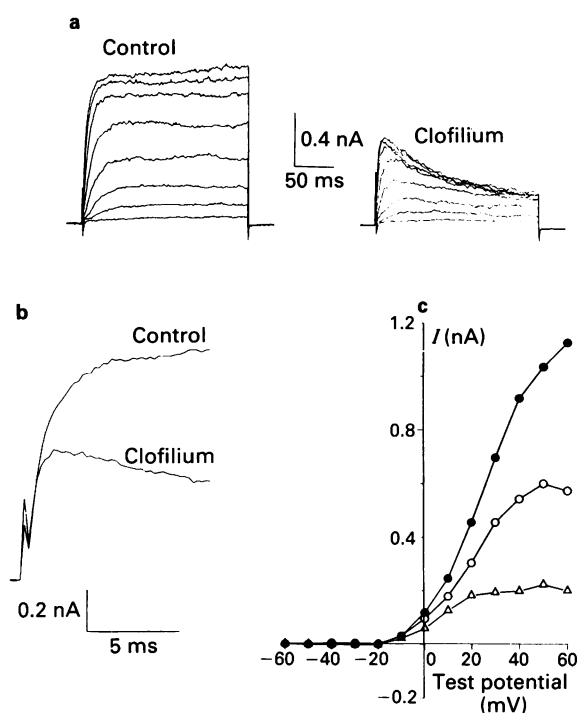 a
Control
0.4 nA
50 ms
Clofilium
b
Control
Clofilium
0.2 nA
5 ms
c
I (nA)
1.2
0.8
0.4
−60 −40 −20 0 20 40 60
−0.2
Test potential
(mV)